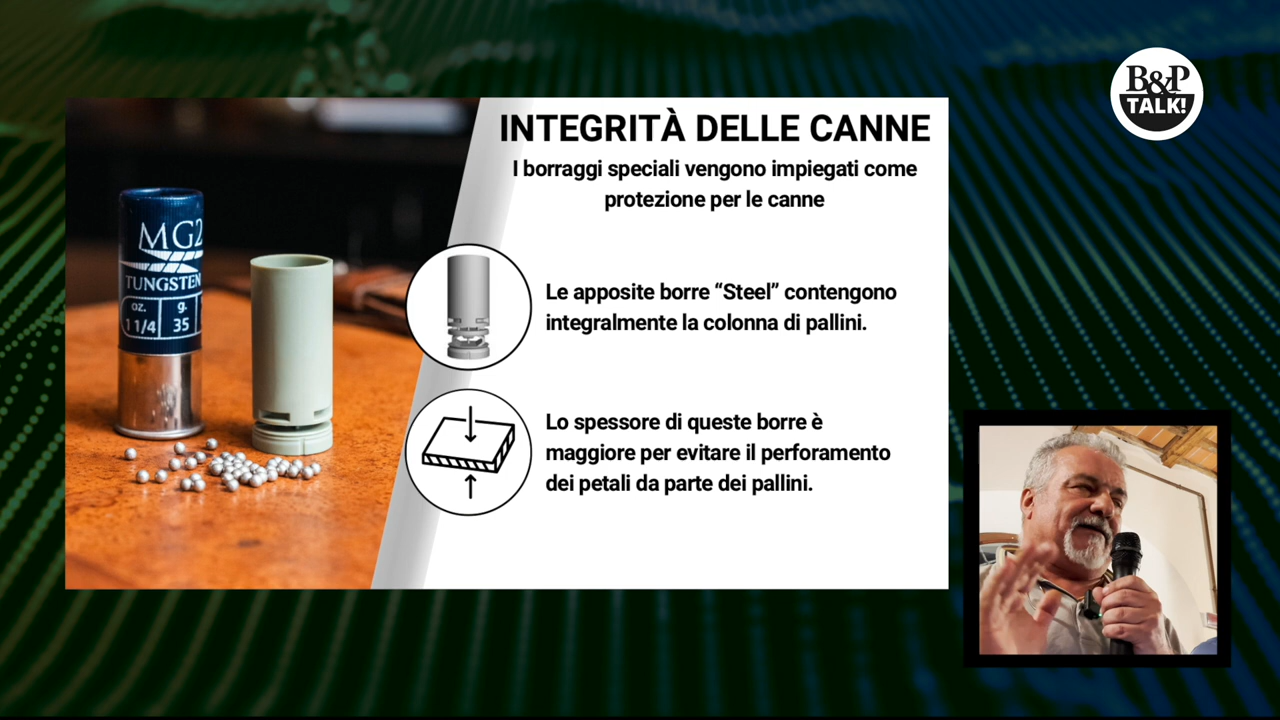 B&P
TALK!
INTEGRITÀ DELLE CANNE
I borraggi speciali vengono impiegati come
protezione per le canne
MG2
TUNGSTEN
oz. g.
1 1/4 35
Le apposite borre “Steel” contengono
integralmente la colonna di pallini.
Lo spessore di queste borre è
maggiore per evitare il perforamento
dei petali da parte dei pallini.